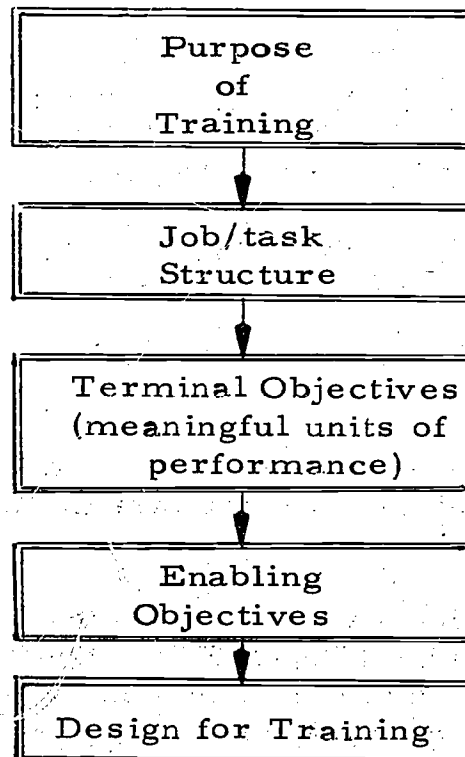 Purpose
of
Training
Job/task
Structure
Terminal Objectives
(meaningful units of
performance)
Enabling
Objectives
Design for Training